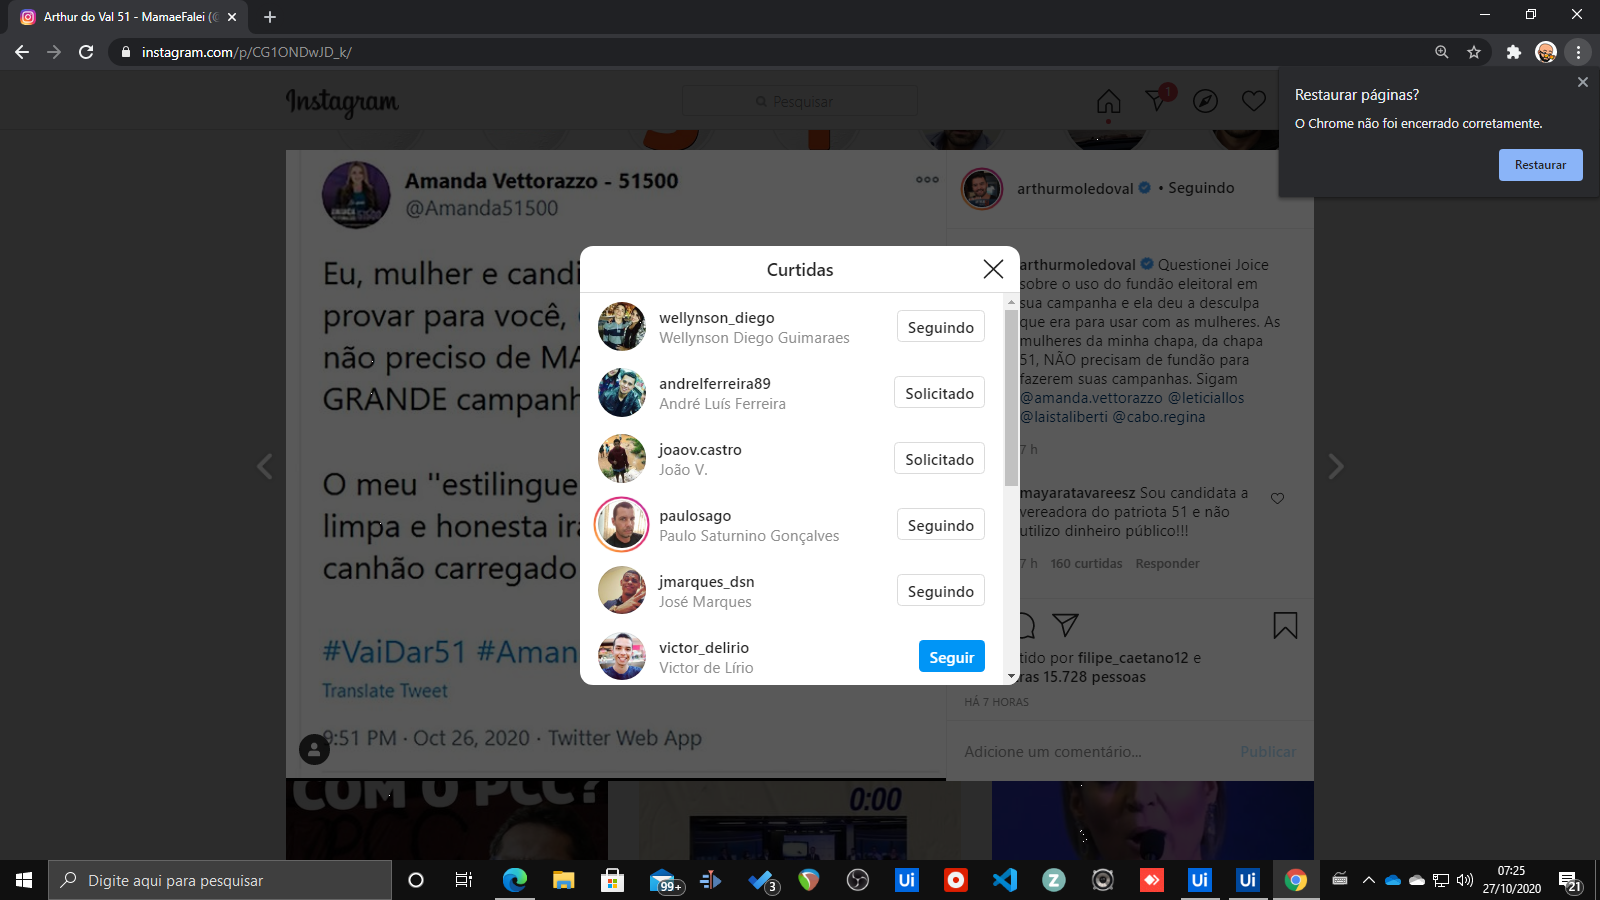 Arthur do Val 51 - MamaeFalei (
instagram.com/p/CG1ONDwJD_k/
Restaurar páginas?
O Chrome não foi encerrado corretamente.
Restaurar
Instagram
Pesquisar
1
Amanda Vettorazzo - 51500
@Amanda51500
Eu, mulher e candi
provar para você,
não preciso de MA
GRANDE campanh
O meu "estilingue
limpa e honesta ira
canhão carregado
#VaiDar51 #Aman
Translate Tweet
9:51 PM · Oct 26, 2020 · Twitter Web App
Curtidas
wellynson_diego
Wellynson Diego Guimaraes
Seguindo
andrelferreira89
André Luís Ferreira
Solicitado
joaov.castro
João V.
Solicitado
paulosago
Paulo Saturnino Gonçalves
Seguindo
jmarques_dsn
José Marques
Seguindo
victor_delirio
Victor de Lírio
Seguir
arthurmoledoval • Seguindo
arthurmoledoval Questionei Joice
sobre o uso do fundão eleitoral em
sua campanha e ela deu a desculpa
que era para usar com as mulheres. As
mulheres da minha chapa, da chapa
51, NÃO precisam de fundão para
fazerem suas campanhas. Sigam
@amanda.vettorazzo @leticiallos
@laistaliberti @cabo.regina
7 h
mayaratavareesz Sou candidata a
vereadora do patriota 51 e não
utilizo dinheiro público!!!
7 h 160 curtidas Responder
tido por filipe_caetano12 e
ras 15.728 pessoas
HÁ 7 HORAS
Adicione um comentário...
Publicar
COM O PCC?
0:00
Digite aqui para pesquisar
99+
3
Ui
Ui
Ui
07:25
27/10/2020
21